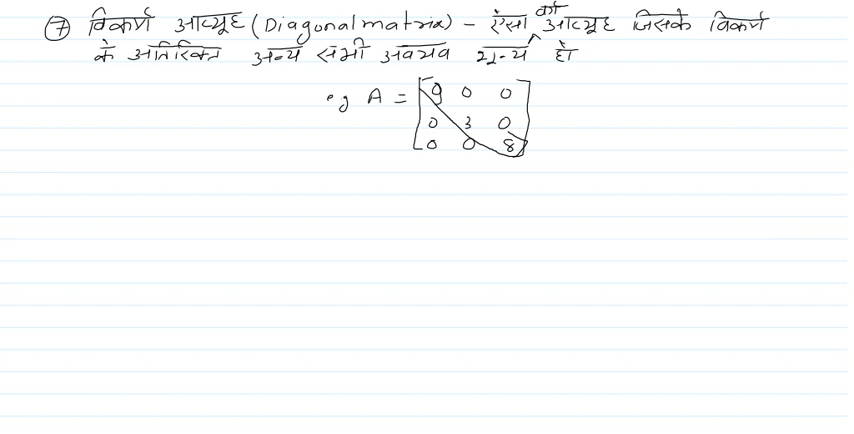 ⑦ विकर्ण आव्यूह (Diagonal matrix) – ऐसा वर्ग आव्यूह जिसके विकर्ण
के अतिरिक्त अन्य सभी अवयव शून्य हो
eg A = [9 0 0
0 3 0
0 0 8]